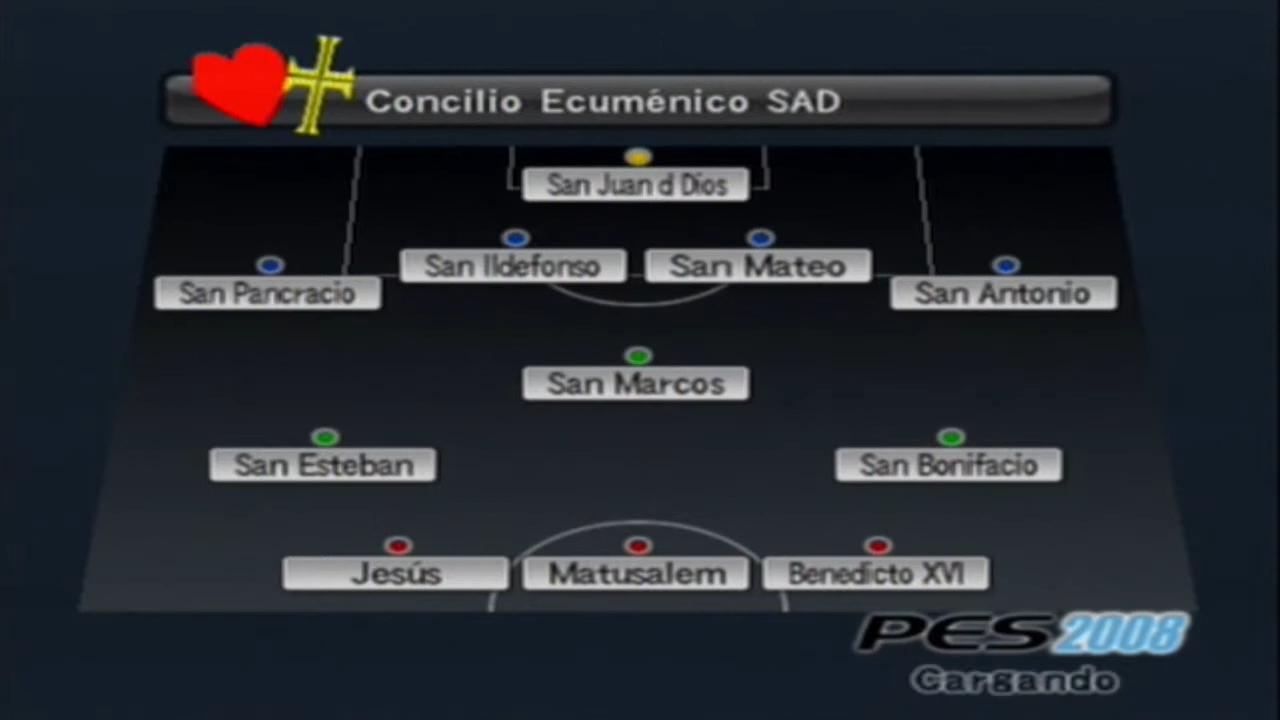 Concilio Ecuménico SAD
San Juan d Dios
San Ildefonso
San Mateo
San Pancracio
San Antonio
San Marcos
San Esteban
San Bonifacio
Jesús
Matusalem
Benedicto XVI
PES2008
Cargando